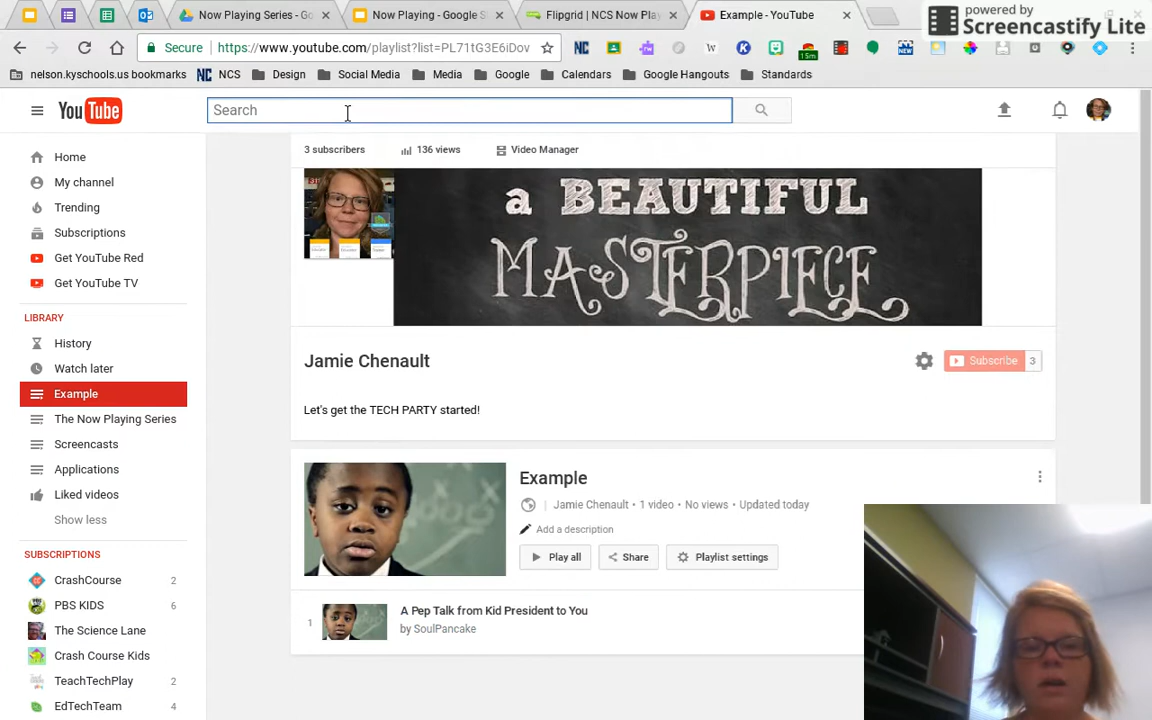 Now Playing Series - Go
Now Playing - Google S
Flipgrid | NCS Now Play
Example - YouTube
powered by
Screencastify Lite
Secure https://www.youtube.com/playlist?list=PL71tG3E6iDov
nelson.kyschools.us bookmarks NCS Design Social Media Media Google Calendars Google Hangouts Standards
YouTube Search
3 subscribers 136 views Video Manager
a BEAUTIFUL
MASTERPIECE
Home
My channel
Trending
Subscriptions
Get YouTube Red
Get YouTube TV
LIBRARY
History
Watch later
Example
The Now Playing Series
Screencasts
Applications
Liked videos
Show less
SUBSCRIPTIONS
CrashCourse 2
PBS KIDS 6
The Science Lane
Crash Course Kids
TeachTechPlay 2
EdTechTeam 4
Jamie Chenault
Subscribe 3
Let's get the TECH PARTY started!
Example
Jamie Chenault • 1 video • No views • Updated today
Add a description
Play all Share Playlist settings
1 A Pep Talk from Kid President to You
by SoulPancake